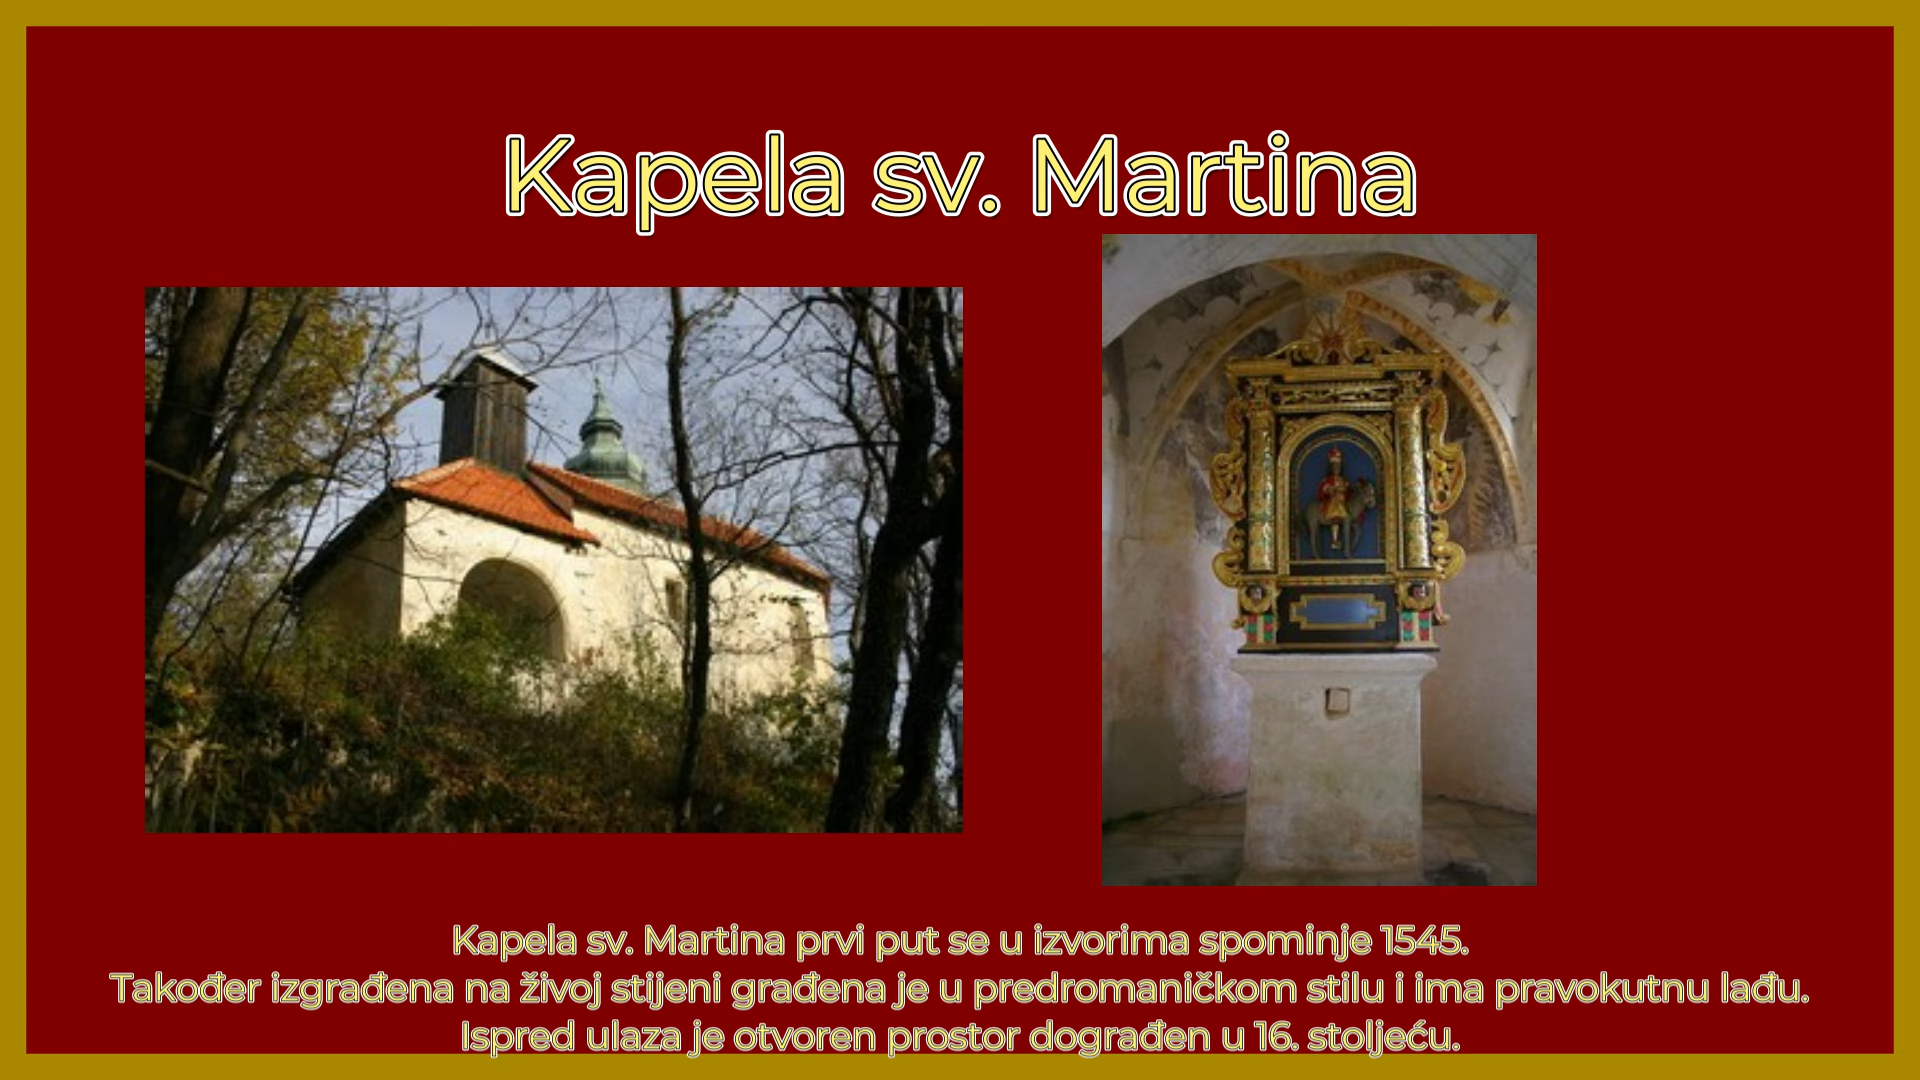 Kapela sv. Martina
Kapela sv. Martina prvi put se u izvorima spominje 1545.
Također izgrađena na živoj stijeni građena je u predromaničkom stilu i ima pravokutnu lađu.
Ispred ulaza je otvoren prostor dograđen u 16. stoljeću.